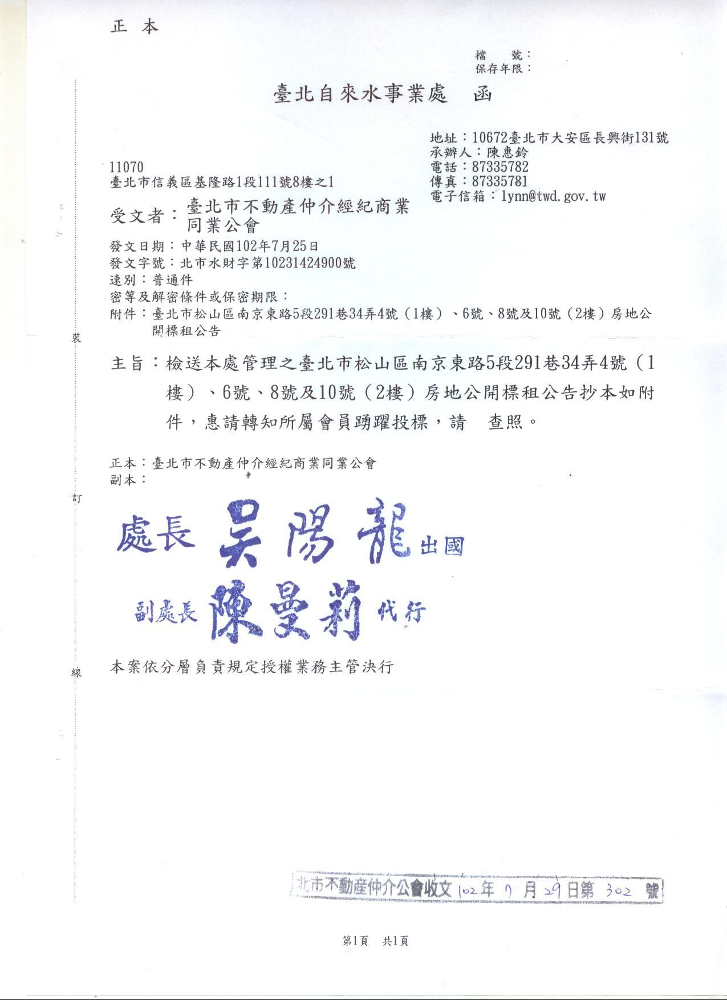 正 本
檔 號：
保存年限：
臺北自來水事業處 函
地址：10672臺北市大安區長興街131號
承辦人：陳惠鈴
電話：87335782
傳真：87335781
電子信箱：lynn@twd.gov.tw
11070
臺北市信義區基隆路1段111號8樓之1
受文者：臺北市不動產仲介經紀商業
同業公會
發文日期：中華民國102年7月25日
發文字號：北市水財字第10231424900號
速別：普通件
密等及解密條件或保密期限：
附件：臺北市松山區南京東路5段291巷34弄4號（1樓）、6號、8號及10號（2樓）房地公
開標租公告
主旨：檢送本處管理之臺北市松山區南京東路5段291巷34弄4號（1
樓）、6號、8號及10號（2樓）房地公開標租公告抄本如附
件，惠請轉知所屬會員踴躍投標，請 查照。
正本：臺北市不動產仲介經紀商業同業公會
副本：
處長 吳陽龍 出國
副處長 陳曼莉 代行
本案依分層負責規定授權業務主管決行
裝
訂
線
北市不動產仲介公會收文102年7月29日第302號
第1頁 共1頁